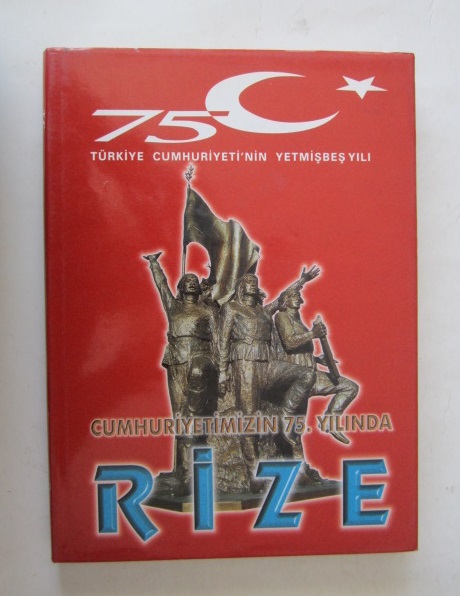 75
TÜRKİYE CUMHURİYETİ'NİN YETMİŞBEŞ YILI
CUMHURİYETİMİZİN 75. YILINDA
RİZE